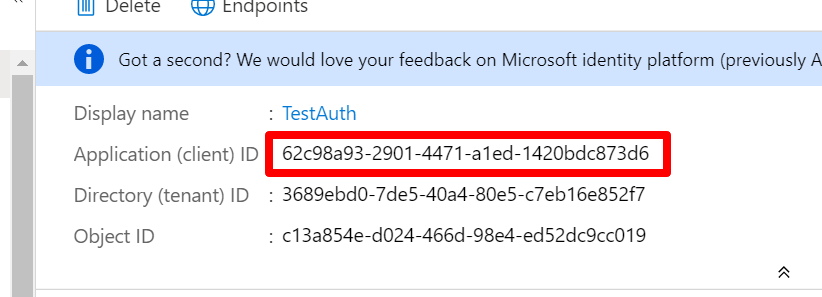 Delete Endpoints
Got a second? We would love your feedback on Microsoft identity platform (previously A
Display name : TestAuth
Application (client) ID 62c98a93-2901-4471-a1ed-1420bdc873d6
Directory (tenant) ID : 3689ebd0-7de5-40a4-80e5-c7eb16e852f7
Object ID : c13a854e-d024-466d-98e4-ed52dc9cc019